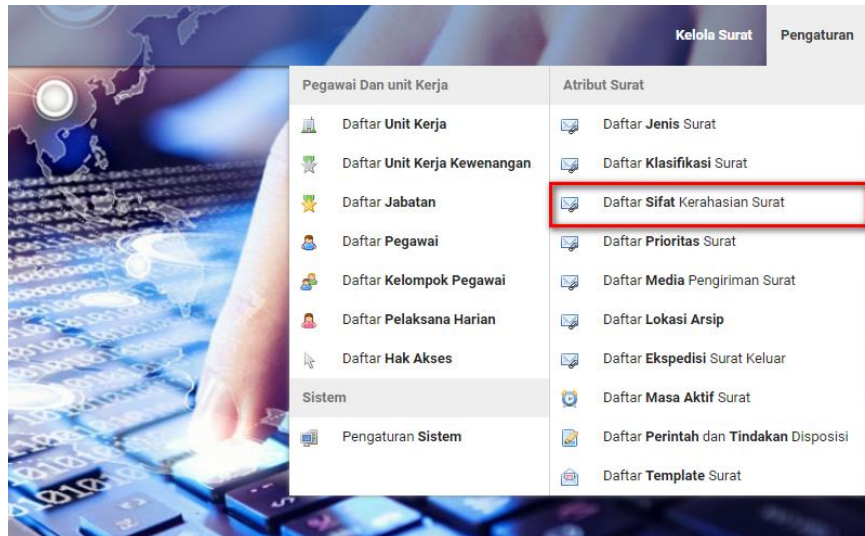 Kelola Surat
Pengaturan
Pegawai Dan unit Kerja
Daftar Unit Kerja
Daftar Unit Kerja Kewenangan
Daftar Jabatan
Daftar Pegawai
Daftar Kelompok Pegawai
Daftar Pelaksana Harian
Daftar Hak Akses
Sistem
Pengaturan Sistem
Atribut Surat
Daftar Jenis Surat
Daftar Klasifikasi Surat
Daftar Sifat Kerahasian Surat
Daftar Prioritas Surat
Daftar Media Pengiriman Surat
Daftar Lokasi Arsip
Daftar Ekspedisi Surat Keluar
Daftar Masa Aktif Surat
Daftar Perintah dan Tindakan Disposisi
Daftar Template Surat